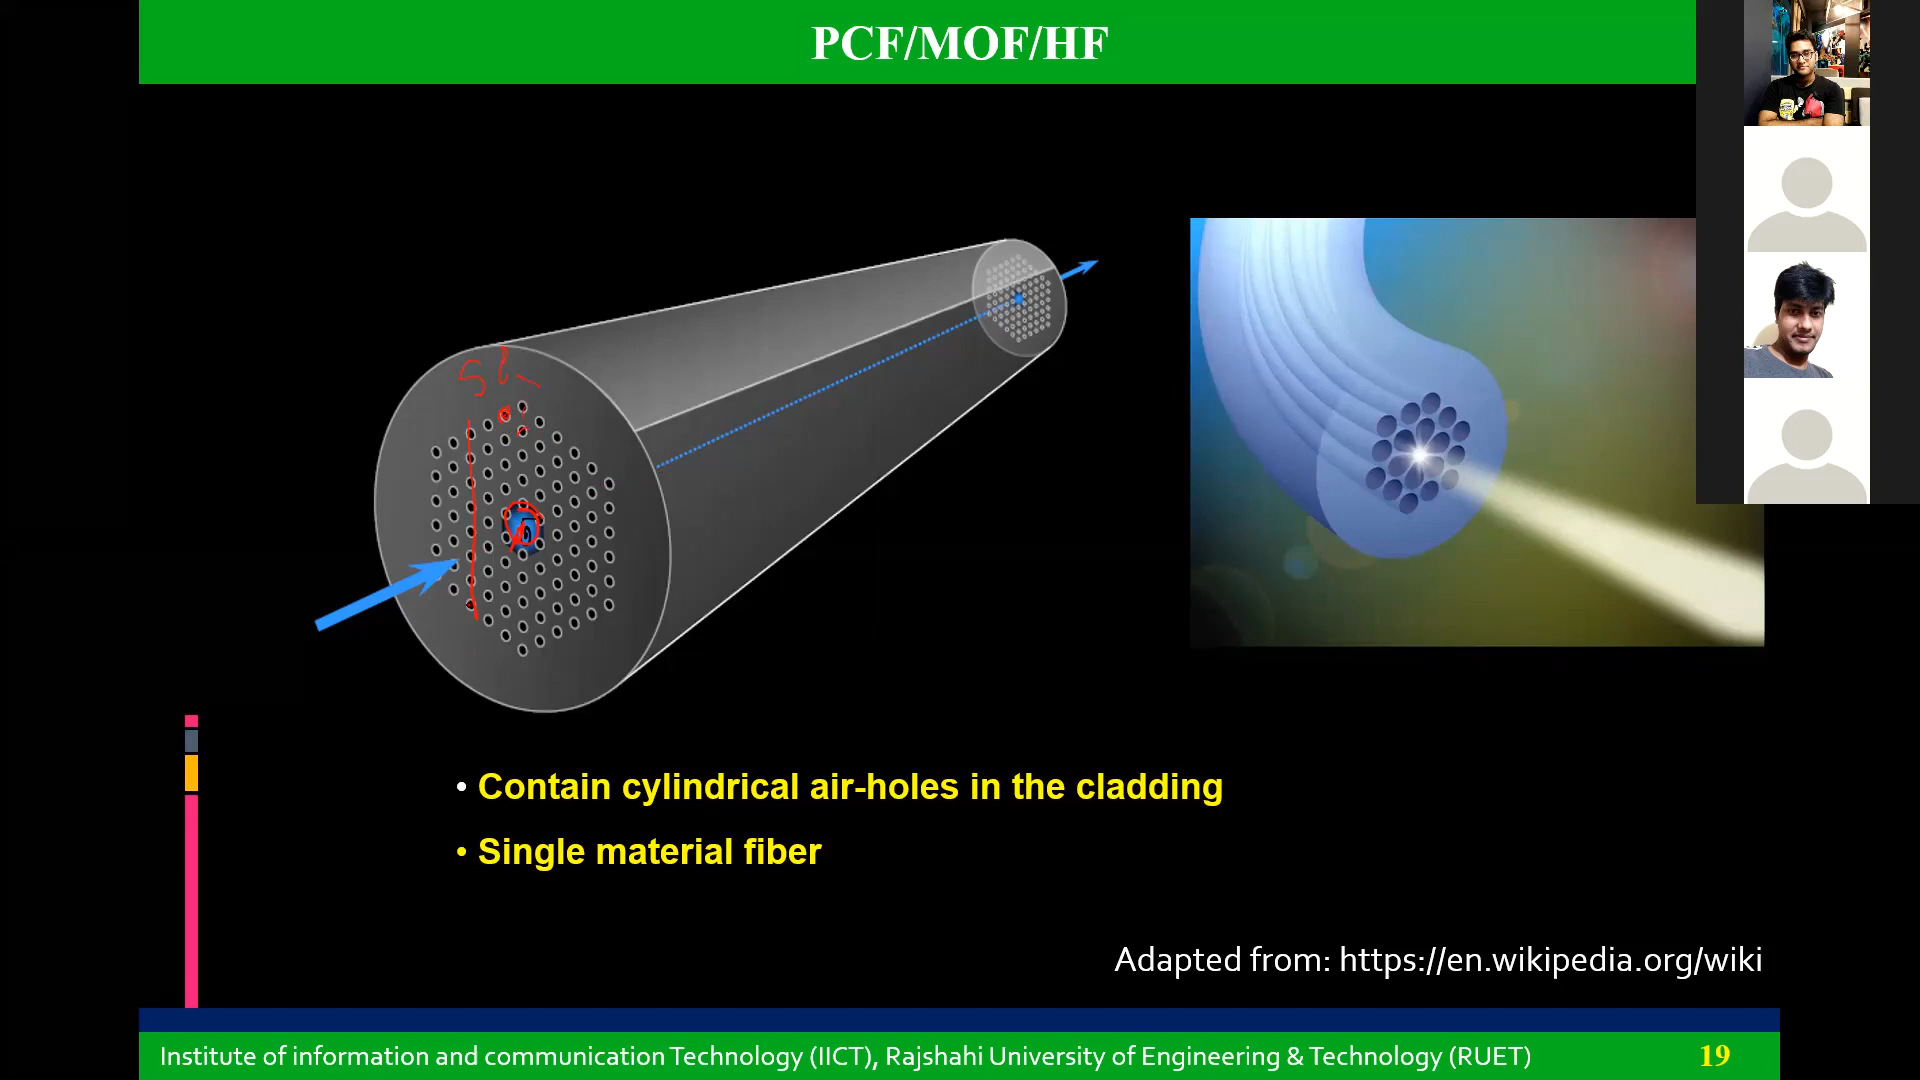 PCF/MOF/HF
• Contain cylindrical air-holes in the cladding
• Single material fiber
Adapted from: https://en.wikipedia.org/wiki
Institute of information and communication Technology (IICT), Rajshahi University of Engineering & Technology (RUET)
19